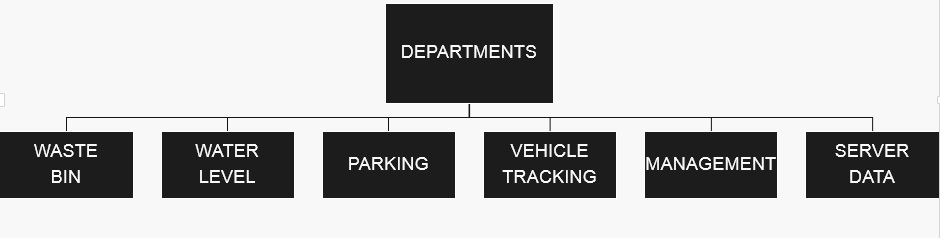 DEPARTMENTS
WASTE
BIN
WATER
LEVEL
PARKING
VEHICLE
TRACKING
MANAGEMENT
SERVER
DATA